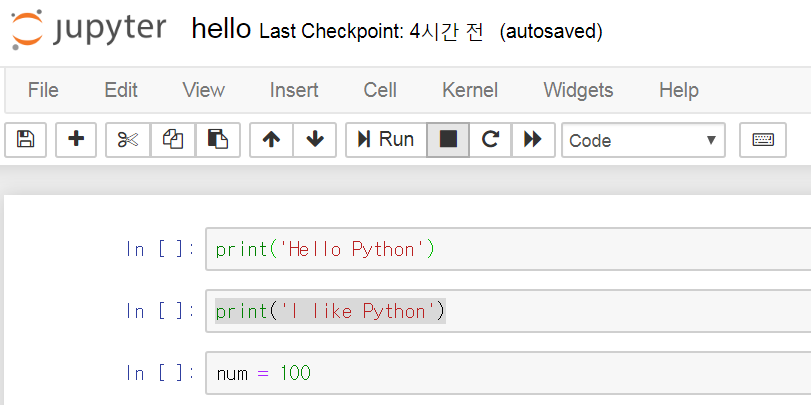 jupyter hello Last Checkpoint: 4시간 전 (autosaved)
File Edit View Insert Cell Kernel Widgets Help
Run Code
In [ ]: print('Hello Python')
In [ ]: print('I like Python')
In [ ]: num = 100